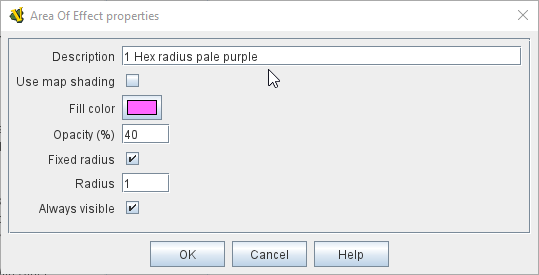 Area Of Effect properties
Description 1 Hex radius pale purple
Use map shading
Fill color
Opacity (%) 40
Fixed radius
Radius 1
Always visible
OK Cancel Help